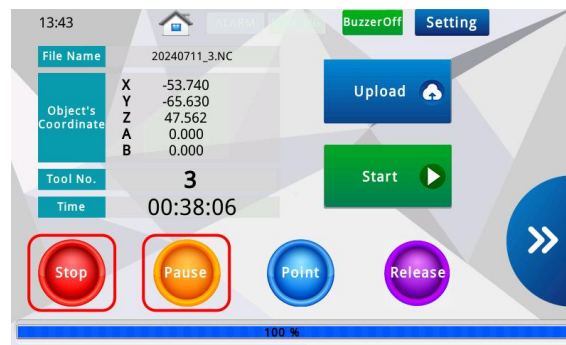 13:43
ALARM
BuzzerOff
Setting
File Name 20240711_3.NC
Object's
Coordinate
X -53.740
Y -65.630
Z 47.562
A 0.000
B 0.000
Upload
Tool No. 3
Start
Time 00:38:06
Stop
Pause
Point
Release
100 %